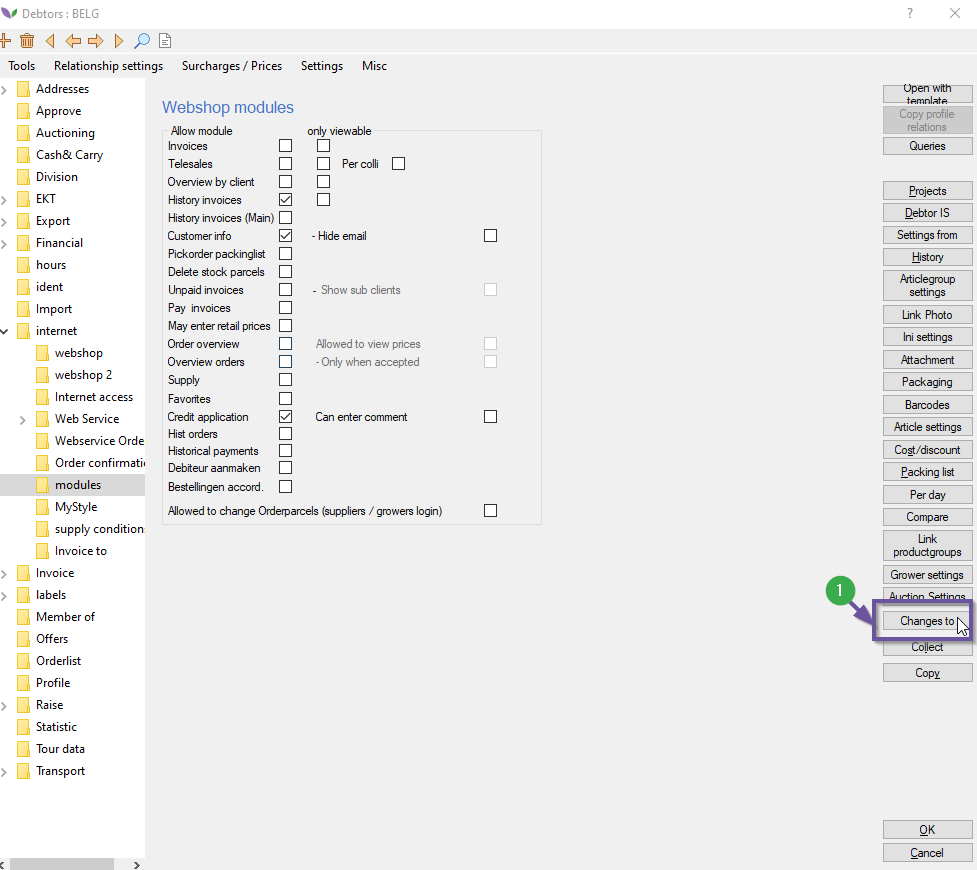 Debtors : BELG
?
Tools Relationship settings Surcharges / Prices Settings Misc
Addresses
Approve
Auctioning
Cash& Carry
Division
EKT
Export
Financial
hours
ident
Import
internet
webshop
webshop 2
Internet access
Web Service
Webservice Orde
Order confirmati
modules
MyStyle
supply condition
Invoice to
Invoice
labels
Member of
Offers
Orderlist
Profile
Raise
Statistic
Tour data
Transport
Webshop modules
Allow module only viewable
Invoices
Telesales Per colli
Overview by client
History invoices
History invoices (Main)
Customer info - Hide email
Pickorder packinglist
Delete stock parcels
Unpaid invoices - Show sub clients
Pay invoices
May enter retail prices
Order overview Allowed to view prices
Overview orders - Only when accepted
Supply
Favorites
Credit application Can enter comment
Hist orders
Historical payments
Debiteur aanmaken
Bestellingen accord.
Allowed to change Orderparcels (suppliers / growers login)
Open with
template
Copy profile
relations
Queries
Projects
Debtor IS
Settings from
History
Articlegroup
settings
Link Photo
Ini settings
Attachment
Packaging
Barcodes
Article settings
Cost/discount
Packing list
Per day
Compare
Link
productgroups
Grower settings
Auction Settings
1
Changes to
Collect
Copy
OK
Cancel